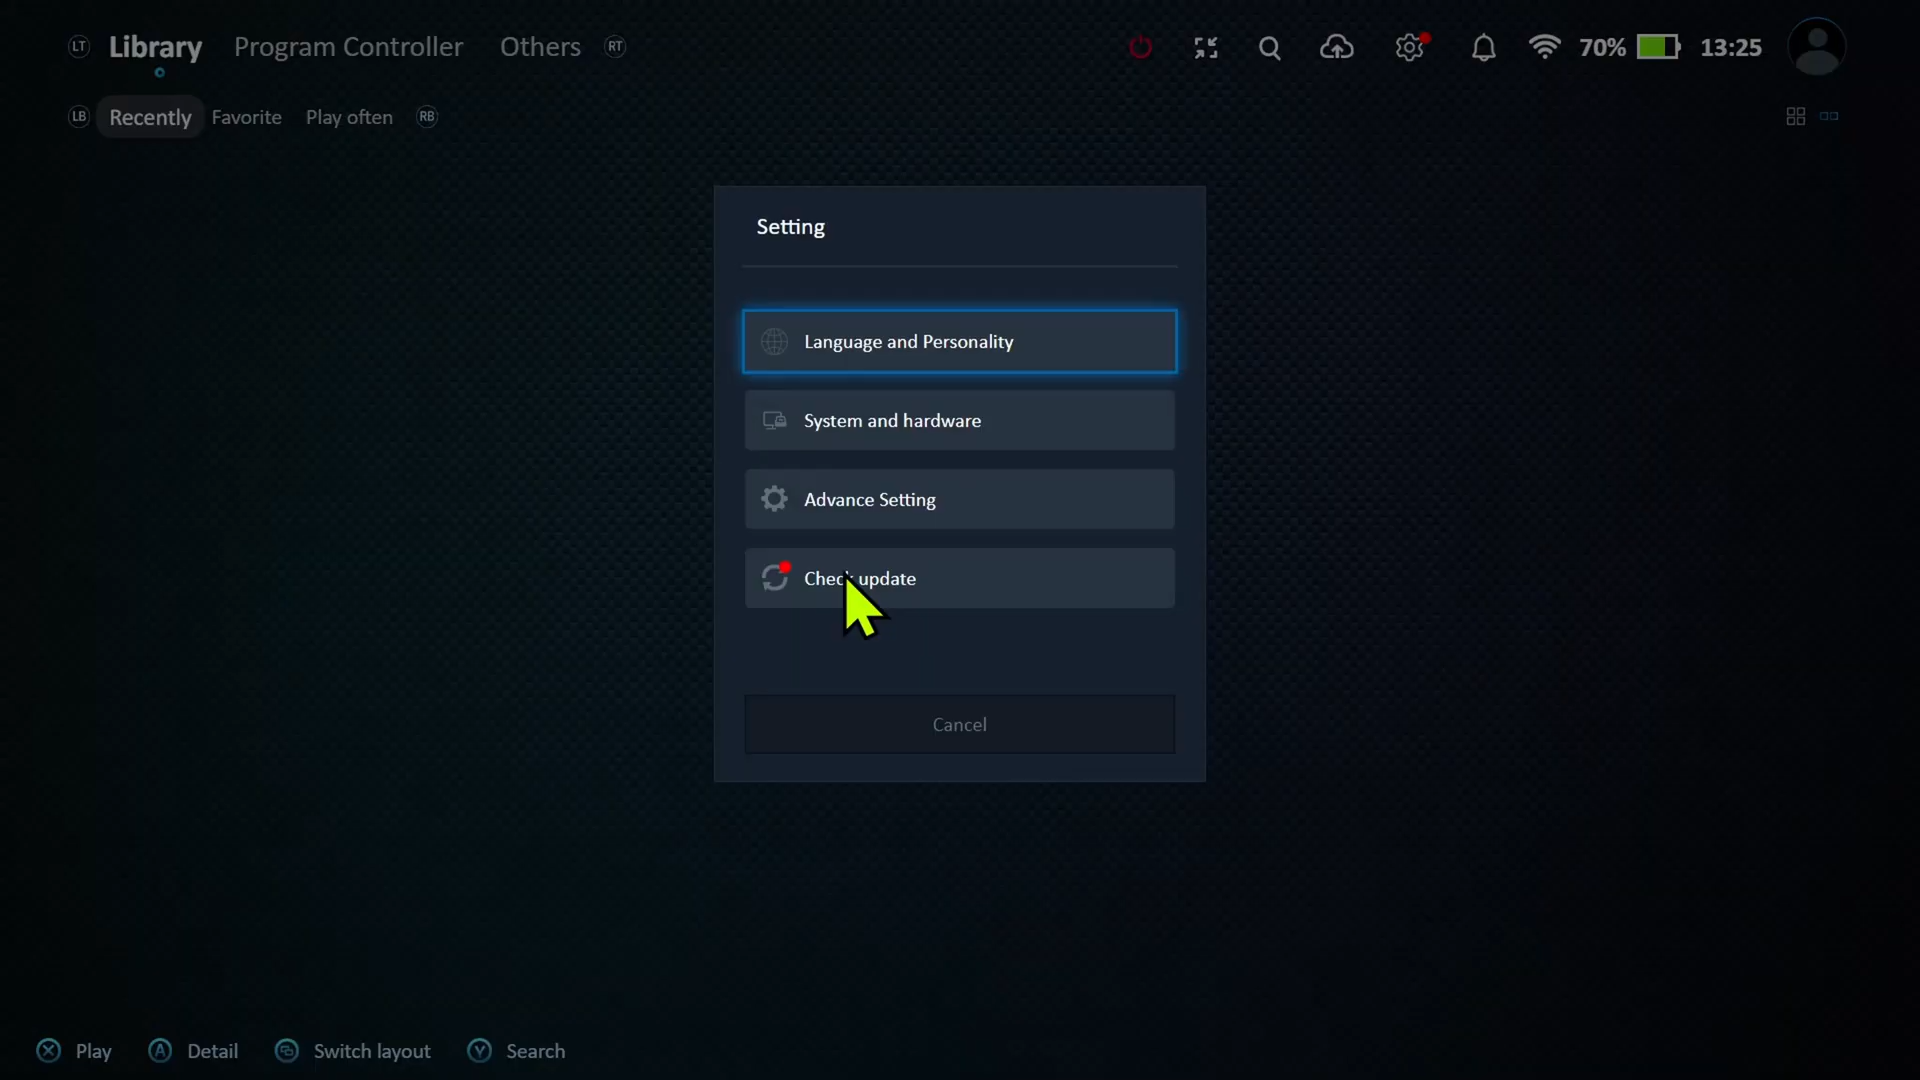 LT Library Program Controller Others RT 70% 13:25
LB Recently Favorite Play often RB
Setting
Language and Personality
System and hardware
Advance Setting
Check update
Cancel
X Play A Detail Switch layout Y Search